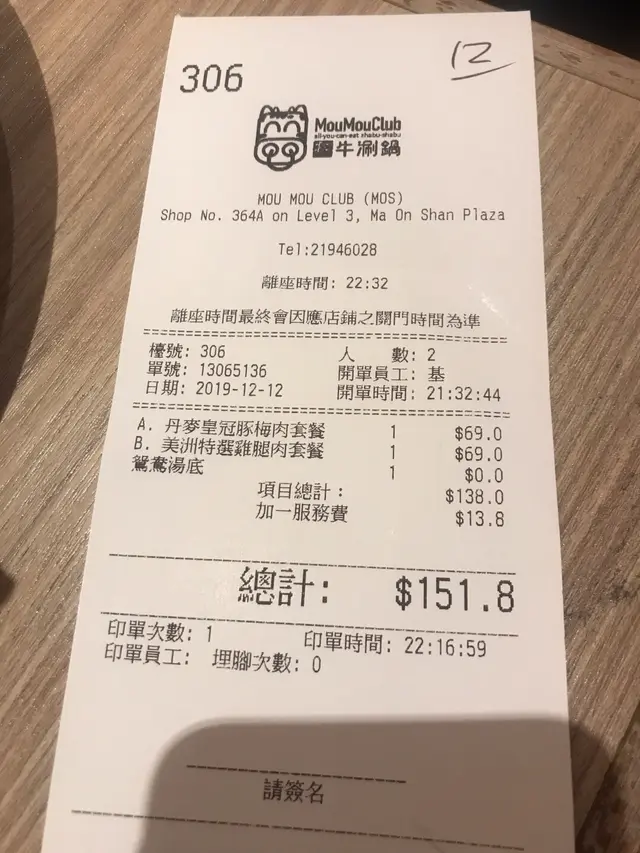 306
12
MouMouClub
all-you-can-eat shabu-shabu
牛涮鍋
MOU MOU CLUB (MOS)
Shop No. 364A on Level 3, Ma On Shan Plaza
Tel:21946028
離座時間: 22:32
離座時間最終會因應店鋪之關門時間為準
檯號: 306 人 數: 2
單號: 13065136 開單員工: 基
日期: 2019-12-12 開單時間: 21:32:44
A. 丹麥皇冠豚梅肉套餐 1 $69.0
B. 美洲特選雞腿肉套餐 1 $69.0
鴛鴦湯底 1 $0.0
項目總計: $138.0
加一服務費 $13.8
總計: $151.8
印單次數: 1 印單時間: 22:16:59
印單員工: 埋腳次數: 0
請簽名